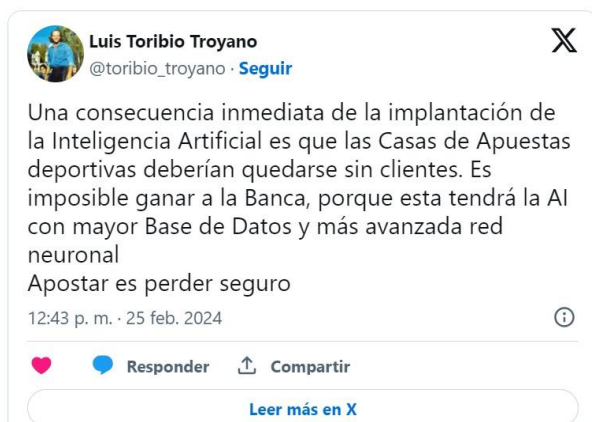 Luis Toribio Troyano
@toribio_troyano · Seguir
Una consecuencia inmediata de la implantación de
la Inteligencia Artificial es que las Casas de Apuestas
deportivas deberían quedarse sin clientes. Es
imposible ganar a la Banca, porque esta tendrá la AI
con mayor Base de Datos y más avanzada red
neuronal
Apostar es perder seguro
12:43 p. m. · 25 feb. 2024
Responder Compartir
Leer más en X